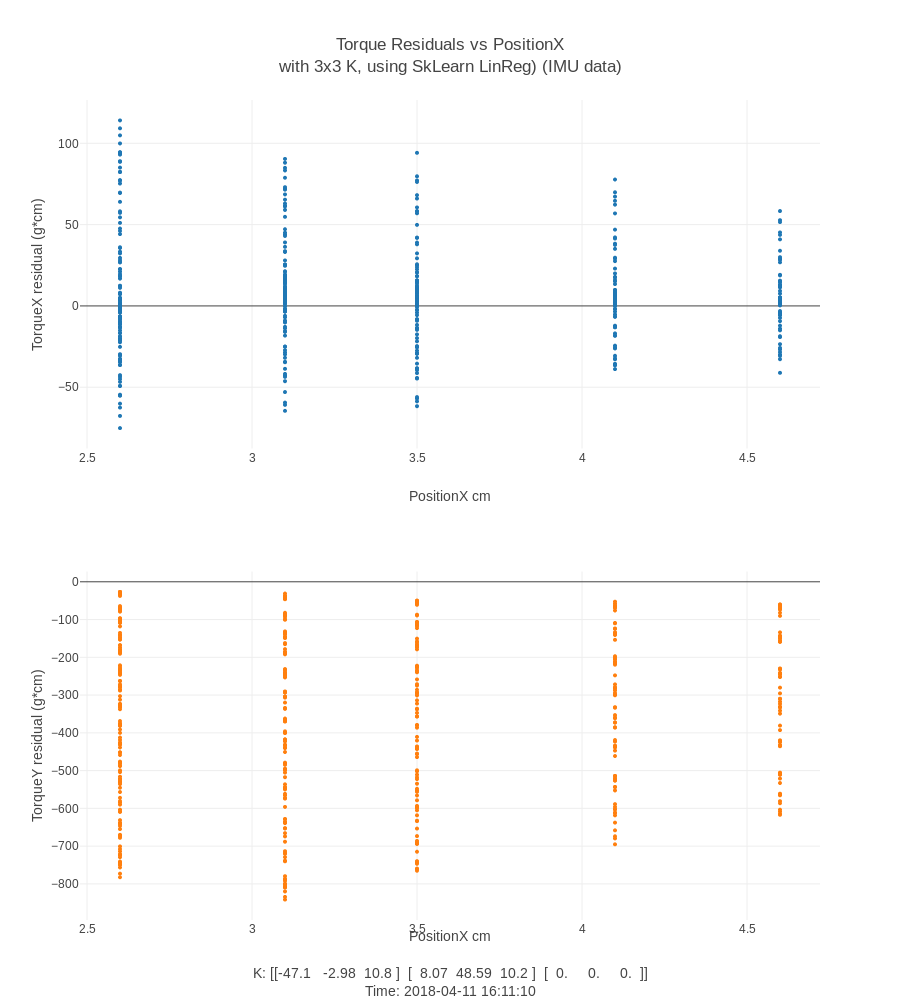 Torque Residuals vs PositionX
with 3x3 K, using SkLearn LinReg) (IMU data)
100
50
0
−50
TorqueX residual (g*cm)
2.5 3 3.5 4 4.5
PositionX cm
0
−100
−200
−300
−400
−500
−600
−700
−800
TorqueY residual (g*cm)
2.5 3 3.5 4 4.5
PositionX cm
K: [[-47.1 -2.98 10.8 ] [ 8.07 48.59 10.2 ] [ 0. 0. 0. ]]
Time: 2018-04-11 16:11:10